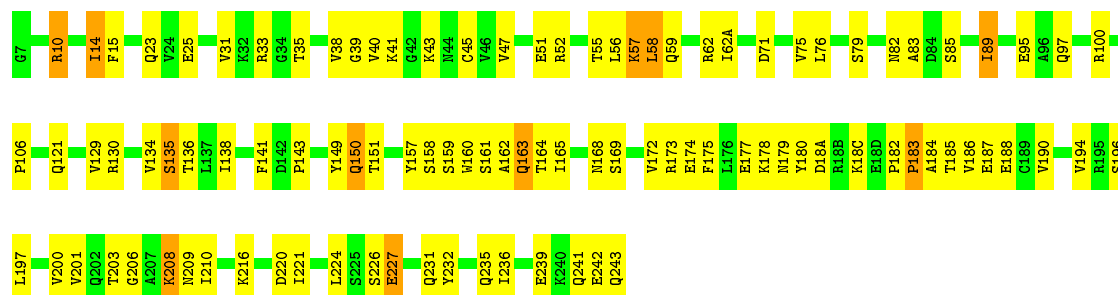 G7 R10 I14 F15 Q23 V24 E25 V31 K32 R33 G34 T35 V38 G39 V40 K41 G42 K43 N44 C45 V46 V47 E51 R52 T55 L56 K57 L58 Q59 R62 I62A D71 V75 L76 S79 N82 A83 D84 S85 I89 E95 A96 Q97 R100
P106 Q121 V129 R130 V134 S135 T136 L137 I138 F141 D142 P143 Y149 Q150 T151 Y157 S158 S159 W160 S161 A162 Q163 T164 I165 N168 S169 V172 R173 E174 F175 L176 E177 K178 N179 Y180 D18A R18B K18C E18D P182 P183 A184 T185 V186 E187 E188 C189 V190 V194 R195 S196
L197 V200 V201 Q202 T203 G206 A207 K208 N209 I210 K216 D220 I221 L224 S225 S226 E227 Q231 Y232 Q235 I236 E239 K240 Q241 E242 Q243